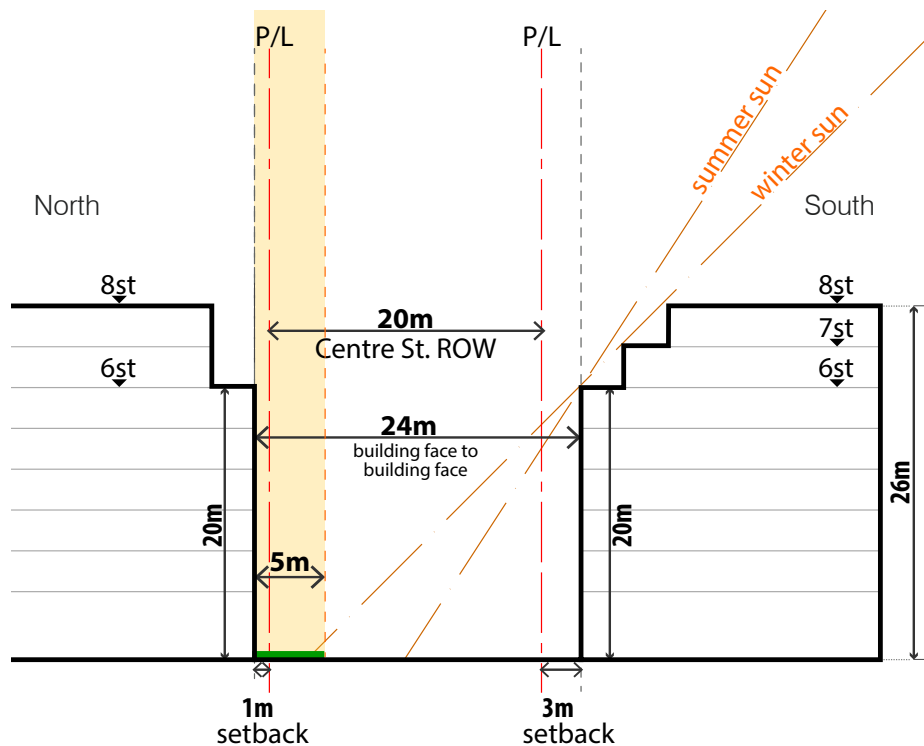 P/L
P/L
summer sun
winter sun
North
South
8st
8st
20m
Centre St. ROW
7st
6st
6st
24m
building face to
building face
20m
20m
26m
5m
1m
setback
3m
setback